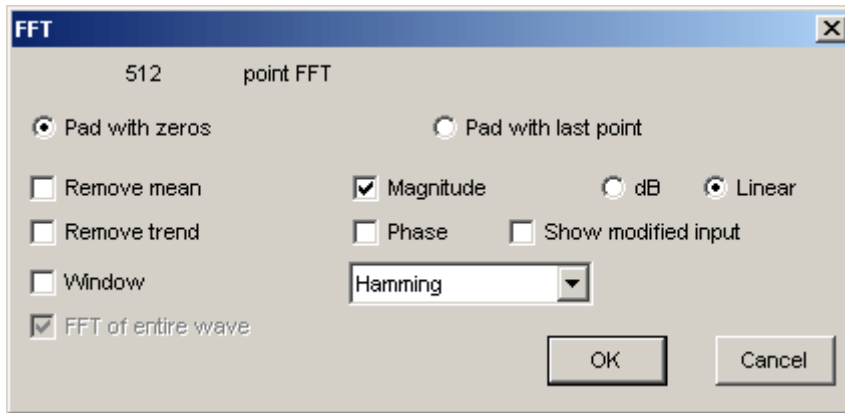 FFT
512 point FFT
Pad with zeros Pad with last point
Remove mean Magnitude dB Linear
Remove trend Phase Show modified input
Window Hamming
FFT of entire wave
OK Cancel